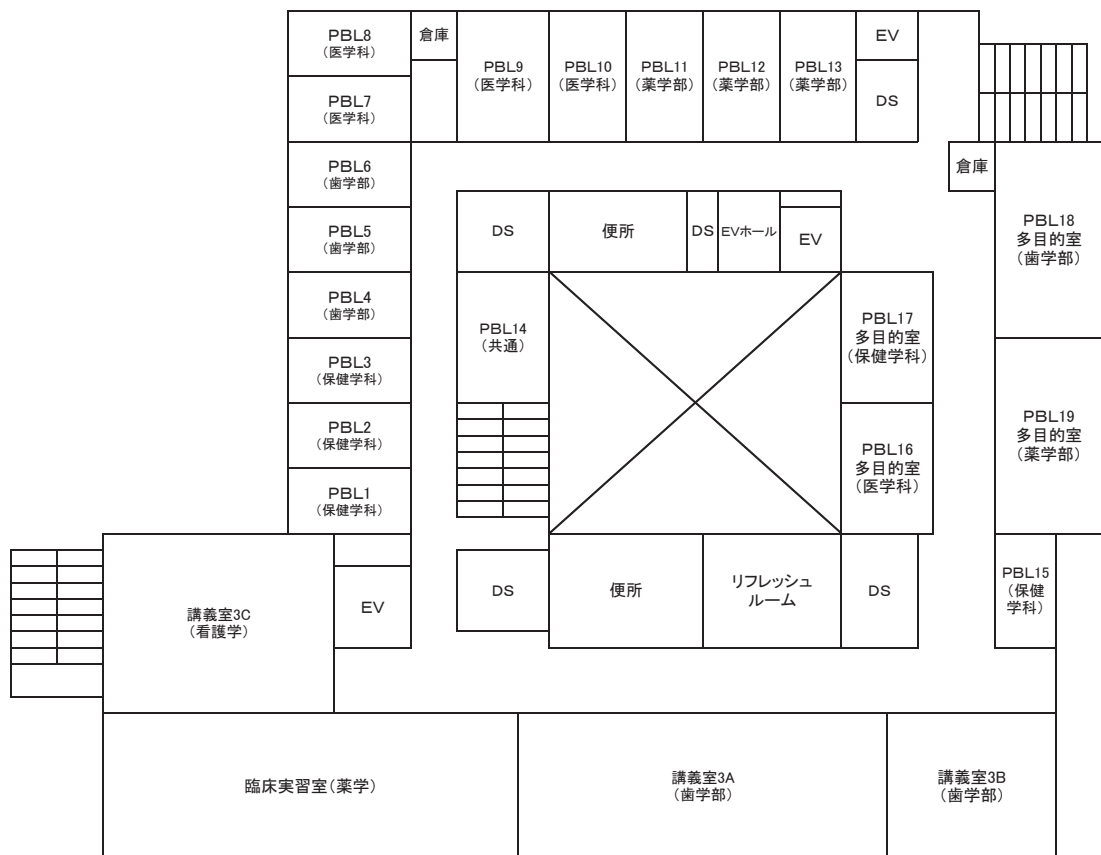 PBL8
(医学科)
倉庫
PBL9
(医学科)
PBL10
(医学科)
PBL11
(薬学部)
PBL12
(薬学部)
PBL13
(薬学部)
EV
DS
PBL7
(医学科)
PBL6
(歯学部)
PBL5
(歯学部)
PBL4
(歯学部)
PBL3
(保健学科)
PBL2
(保健学科)
PBL1
(保健学科)
倉庫
PBL18
多目的室
(歯学部)
DS
便所
DS
EVホール
EV
PBL14
(共通)
PBL17
多目的室
(保健学科)
PBL16
多目的室
(医学科)
PBL19
多目的室
(薬学部)
講義室3C
(看護学)
EV
DS
便所
リフレッシュ
ルーム
DS
PBL15
(保健
学科)
臨床実習室(薬学)
講義室3A
(歯学部)
講義室3B
(歯学部)